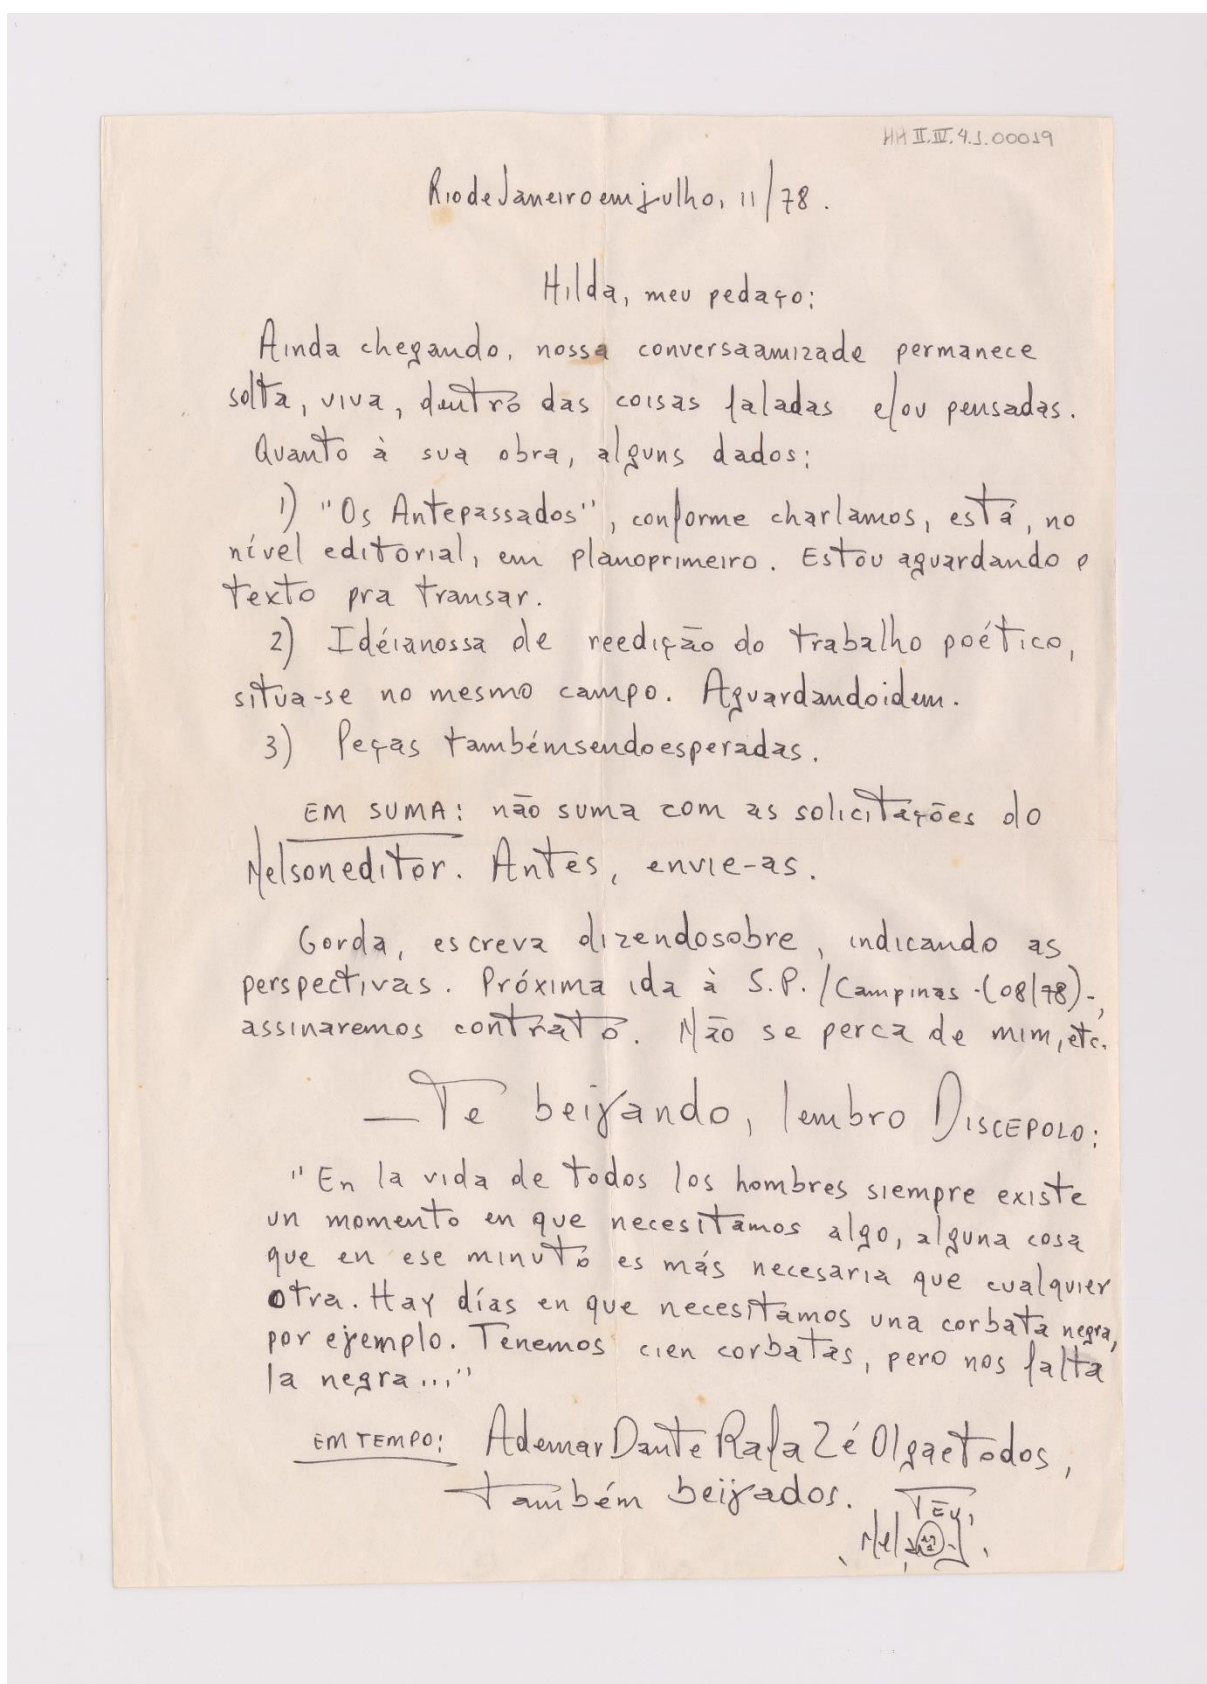 HH II.IV.4.1.00019
Rio de Janeiro em julho, 11/78.
Hilda, meu pedaço:
Ainda chegando, nossa conversaamizade permanece
solta, viva, dentro das coisas faladas e/ou pensadas.
Quanto à sua obra, alguns dados:
1) "Os Antepassados", conforme charlamos, está, no
nível editorial, em planoprimeiro. Estou aguardando o
texto pra transar.
2) Idéianossa de reedição do trabalho poético,
situa-se no mesmo campo. Aguardandoidem.
3) Peças tambémsendoesperadas.
EM SUMA: não suma com as solicitações do
Nelsoneditor. Antes, envie-as.
Gorda, escreva dizendosobre, indicando as
perspectivas. Próxima ida à S.P./Campinas -(08/78)-,
assinaremos contrato. Não se perca de mim, etc.
— Te beijando, lembro DISCEPOLO:
"En la vida de todos los hombres siempre existe
un momento en que necesitamos algo, alguna cosa
que en ese minuto es más necesaria que cualquier
otra. Hay días en que necesitamos una corbata negra,
por ejemplo. Tenemos cien corbatas, pero nos falta
la negra..."
EM TEMPO: AdemarDanteRafaZéOlgaetodos,
também beijados. TEU,